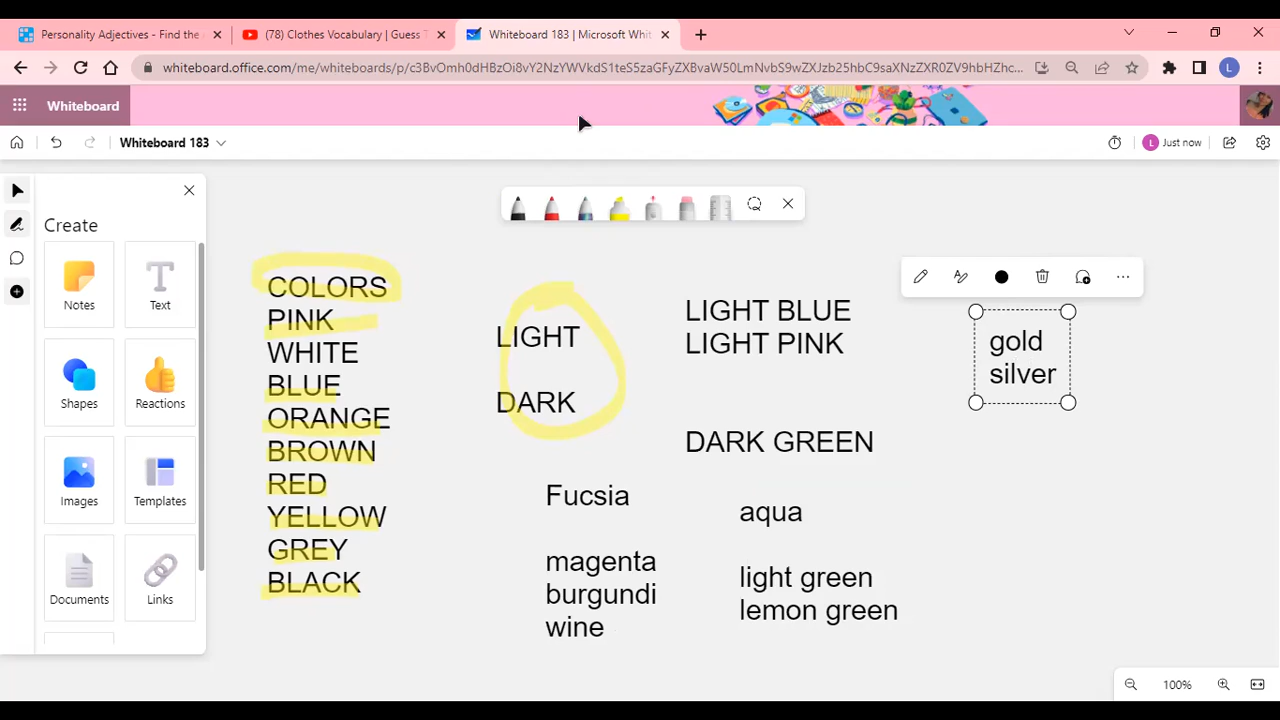 Personality Adjectives - Find the
(78) Clothes Vocabulary | Guess T
Whiteboard 183 | Microsoft Whit
Whiteboard
Whiteboard 183
Just now
L
L
Create
Notes
Text
Shapes
Reactions
Images
Templates
Documents
Links
COLORS
PINK
WHITE
BLUE
ORANGE
BROWN
RED
YELLOW
GREY
BLACK
LIGHT
DARK
LIGHT BLUE
LIGHT PINK
DARK GREEN
Fucsia
magenta
burgundi
wine
aqua
light green
lemon green
gold
silver
100%